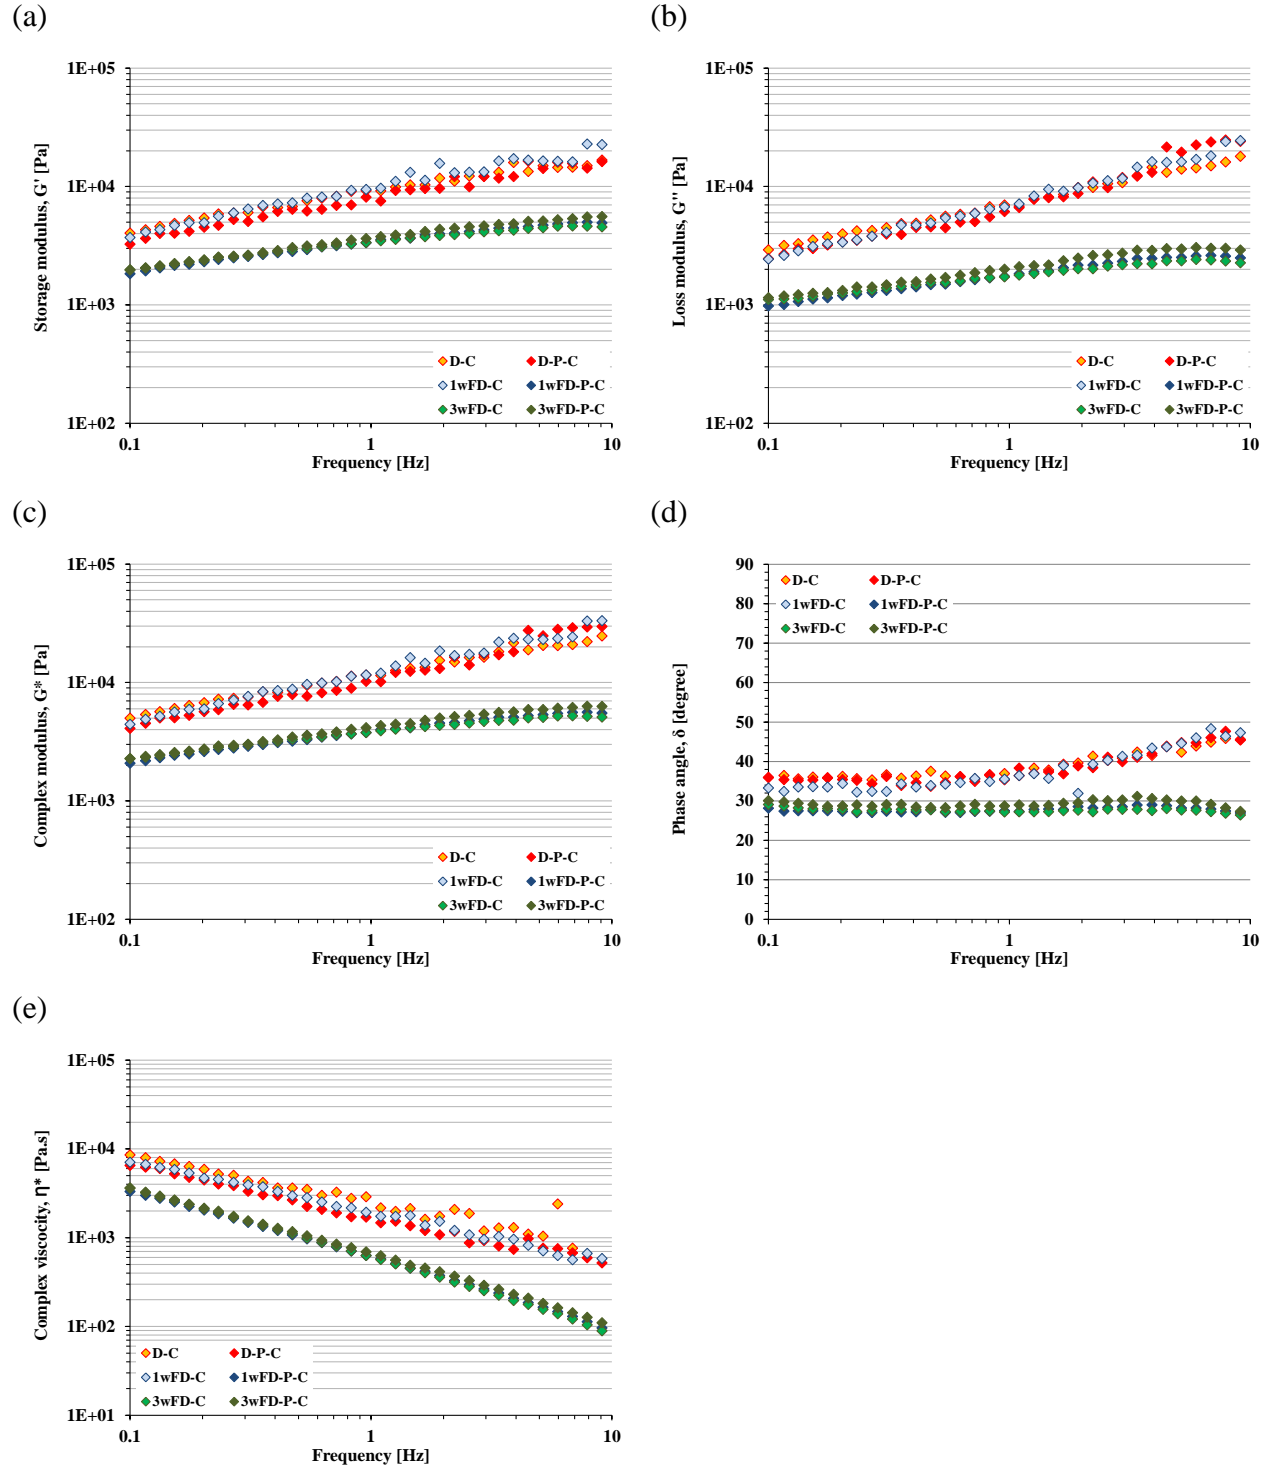 (a)
Storage modulus, G' [Pa]
1E+05
1E+04
1E+03
1E+02
D-C D-P-C
1wFD-C 1wFD-P-C
3wFD-C 3wFD-P-C
0.1 1 10
Frequency [Hz]
(b)
Loss modulus, G'' [Pa]
1E+05
1E+04
1E+03
1E+02
D-C D-P-C
1wFD-C 1wFD-P-C
3wFD-C 3wFD-P-C
0.1 1 10
Frequency [Hz]
(c)
Complex modulus, G* [Pa]
1E+05
1E+04
1E+03
1E+02
D-C D-P-C
1wFD-C 1wFD-P-C
3wFD-C 3wFD-P-C
0.1 1 10
Frequency [Hz]
(d)
Phase angle, δ [degree]
90
80
70
60
50
40
30
20
10
0
D-C D-P-C
1wFD-C 1wFD-P-C
3wFD-C 3wFD-P-C
0.1 1 10
Frequency [Hz]
(e)
Complex viscocity, η* [Pa.s]
1E+05
1E+04
1E+03
1E+02
1E+01
D-C D-P-C
1wFD-C 1wFD-P-C
3wFD-C 3wFD-P-C
0.1 1 10
Frequency [Hz]